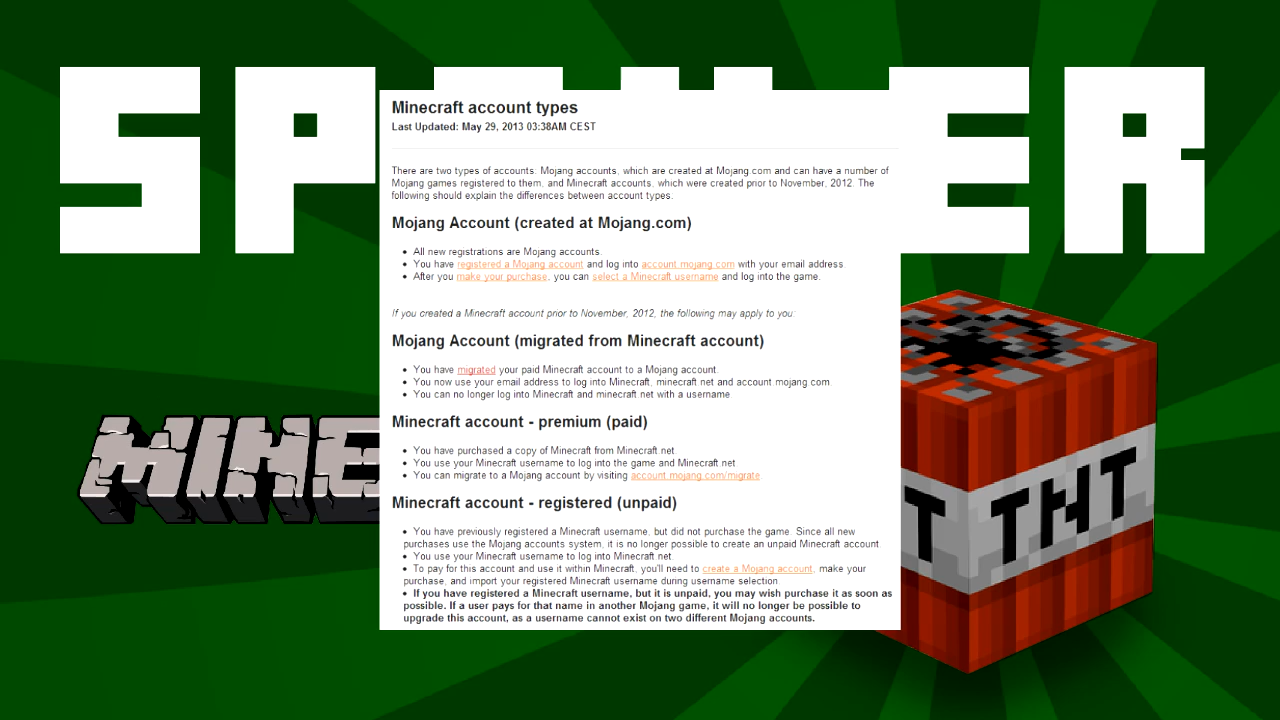 SP
ER
Minecraft account types
Last Updated: May 29, 2013 03:38AM CEST
There are two types of accounts: Mojang accounts, which are created at Mojang.com and can have a number of
Mojang games registered to them, and Minecraft accounts, which were created prior to November, 2012. The
following should explain the differences between account types:
Mojang Account (created at Mojang.com)
• All new registrations are Mojang accounts.
• You have registered a Mojang account and log into account.mojang.com with your email address.
• After you make your purchase, you can select a Minecraft username and log into the game.
If you created a Minecraft account prior to November, 2012, the following may apply to you:
Mojang Account (migrated from Minecraft account)
• You have migrated your paid Minecraft account to a Mojang account.
• You now use your email address to log into Minecraft, minecraft.net and account.mojang.com
• You can no longer log into Minecraft and minecraft.net with a username.
Minecraft account - premium (paid)
• You have purchased a copy of Minecraft from Minecraft.net.
• You use your Minecraft username to log into the game and Minecraft.net
• You can migrate to a Mojang account by visiting account.mojang.com/migrate
Minecraft account - registered (unpaid)
• You have previously registered a Minecraft username, but did not purchase the game. Since all new
purchases use the Mojang accounts system, it is no longer possible to create an unpaid Minecraft account.
• You use your Minecraft username to log into Minecraft.net.
• To pay for this account and use it within Minecraft, you'll need to create a Mojang account, make your
purchase, and import your registered Minecraft username during username selection.
• If you have registered a Minecraft username, but it is unpaid, you may wish purchase it as soon as
possible. If a user pays for that name in another Mojang game, it will no longer be possible to
upgrade this account, as a username cannot exist on two different Mojang accounts.
MINE
T
TNT